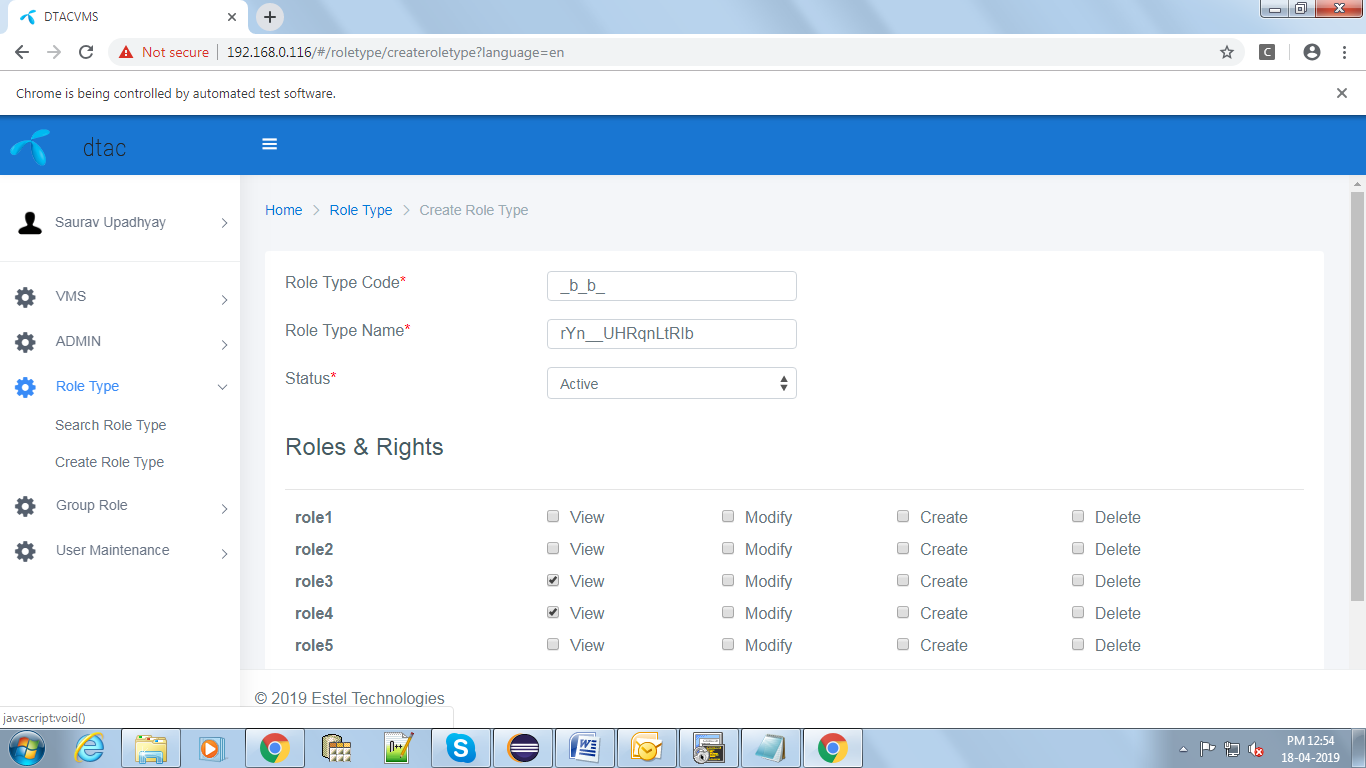 DTACVMS
Not secure 192.168.0.116/#/roletype/createroletype?language=en
C
Chrome is being controlled by automated test software.
dtac
Saurav Upadhyay
VMS
ADMIN
Role Type
Search Role Type
Create Role Type
Group Role
User Maintenance
Home Role Type Create Role Type
Role Type Code* _b_b_
Role Type Name* rYn__UHRqnLtRlb
Status* Active
Roles & Rights
role1 View Modify Create Delete
role2 View Modify Create Delete
role3 View Modify Create Delete
role4 View Modify Create Delete
role5 View Modify Create Delete
© 2019 Estel Technologies
javascript:void()
PM 12:54
18-04-2019